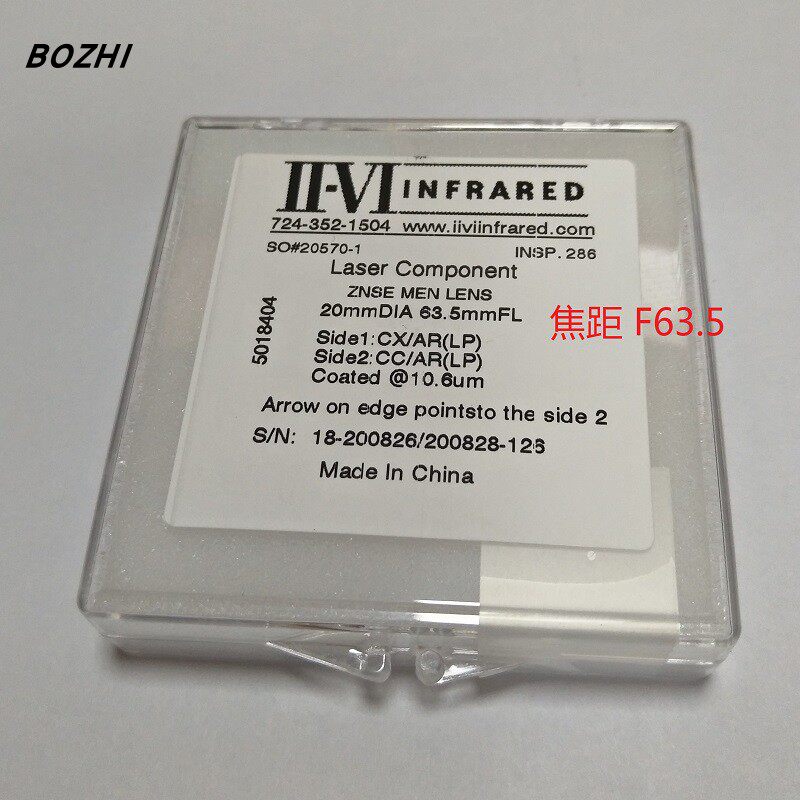 BOZHI
II-VI INFRARED
724-352-1504 www.iiviinfrared.com
SO#20570-1 INSP. 286
Laser Component
ZNSE MEN LENS
20mmDIA 63.5mmFL
焦距 F63.5
5018404
Side1:CX/AR(LP)
Side2:CC/AR(LP)
Coated @10.6um
Arrow on edge pointsto the side 2
S/N: 18-200826/200828-126
Made In China